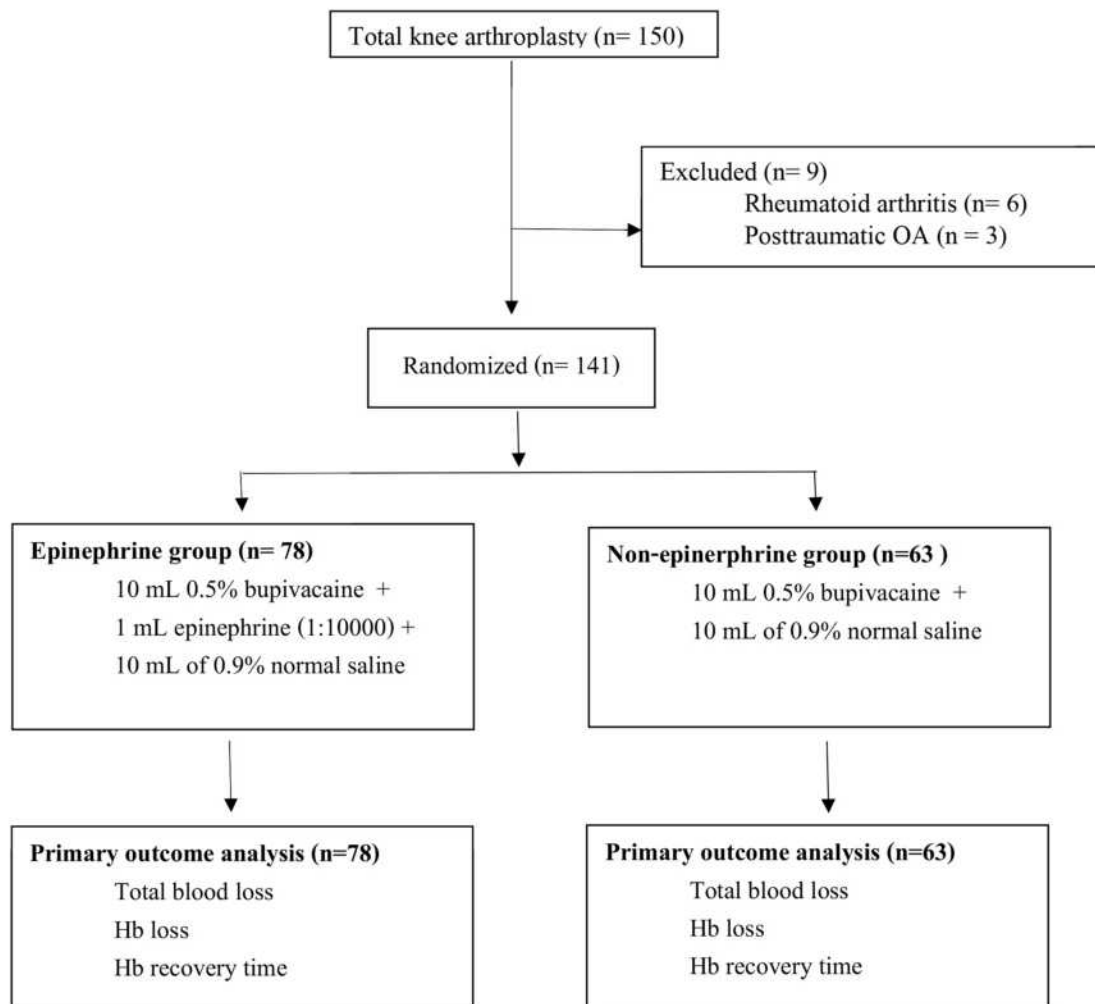 Total knee arthroplasty (n= 150)
Excluded (n= 9)
Rheumatoid arthritis (n= 6)
Posttraumatic OA (n = 3)
Randomized (n= 141)
Epinephrine group (n= 78)
10 mL 0.5% bupivacaine +
1 mL epinephrine (1:10000) +
10 mL of 0.9% normal saline
Non-epinerphrine group (n=63 )
10 mL 0.5% bupivacaine +
10 mL of 0.9% normal saline
Primary outcome analysis (n=78)
Total blood loss
Hb loss
Hb recovery time
Primary outcome analysis (n=63)
Total blood loss
Hb loss
Hb recovery time